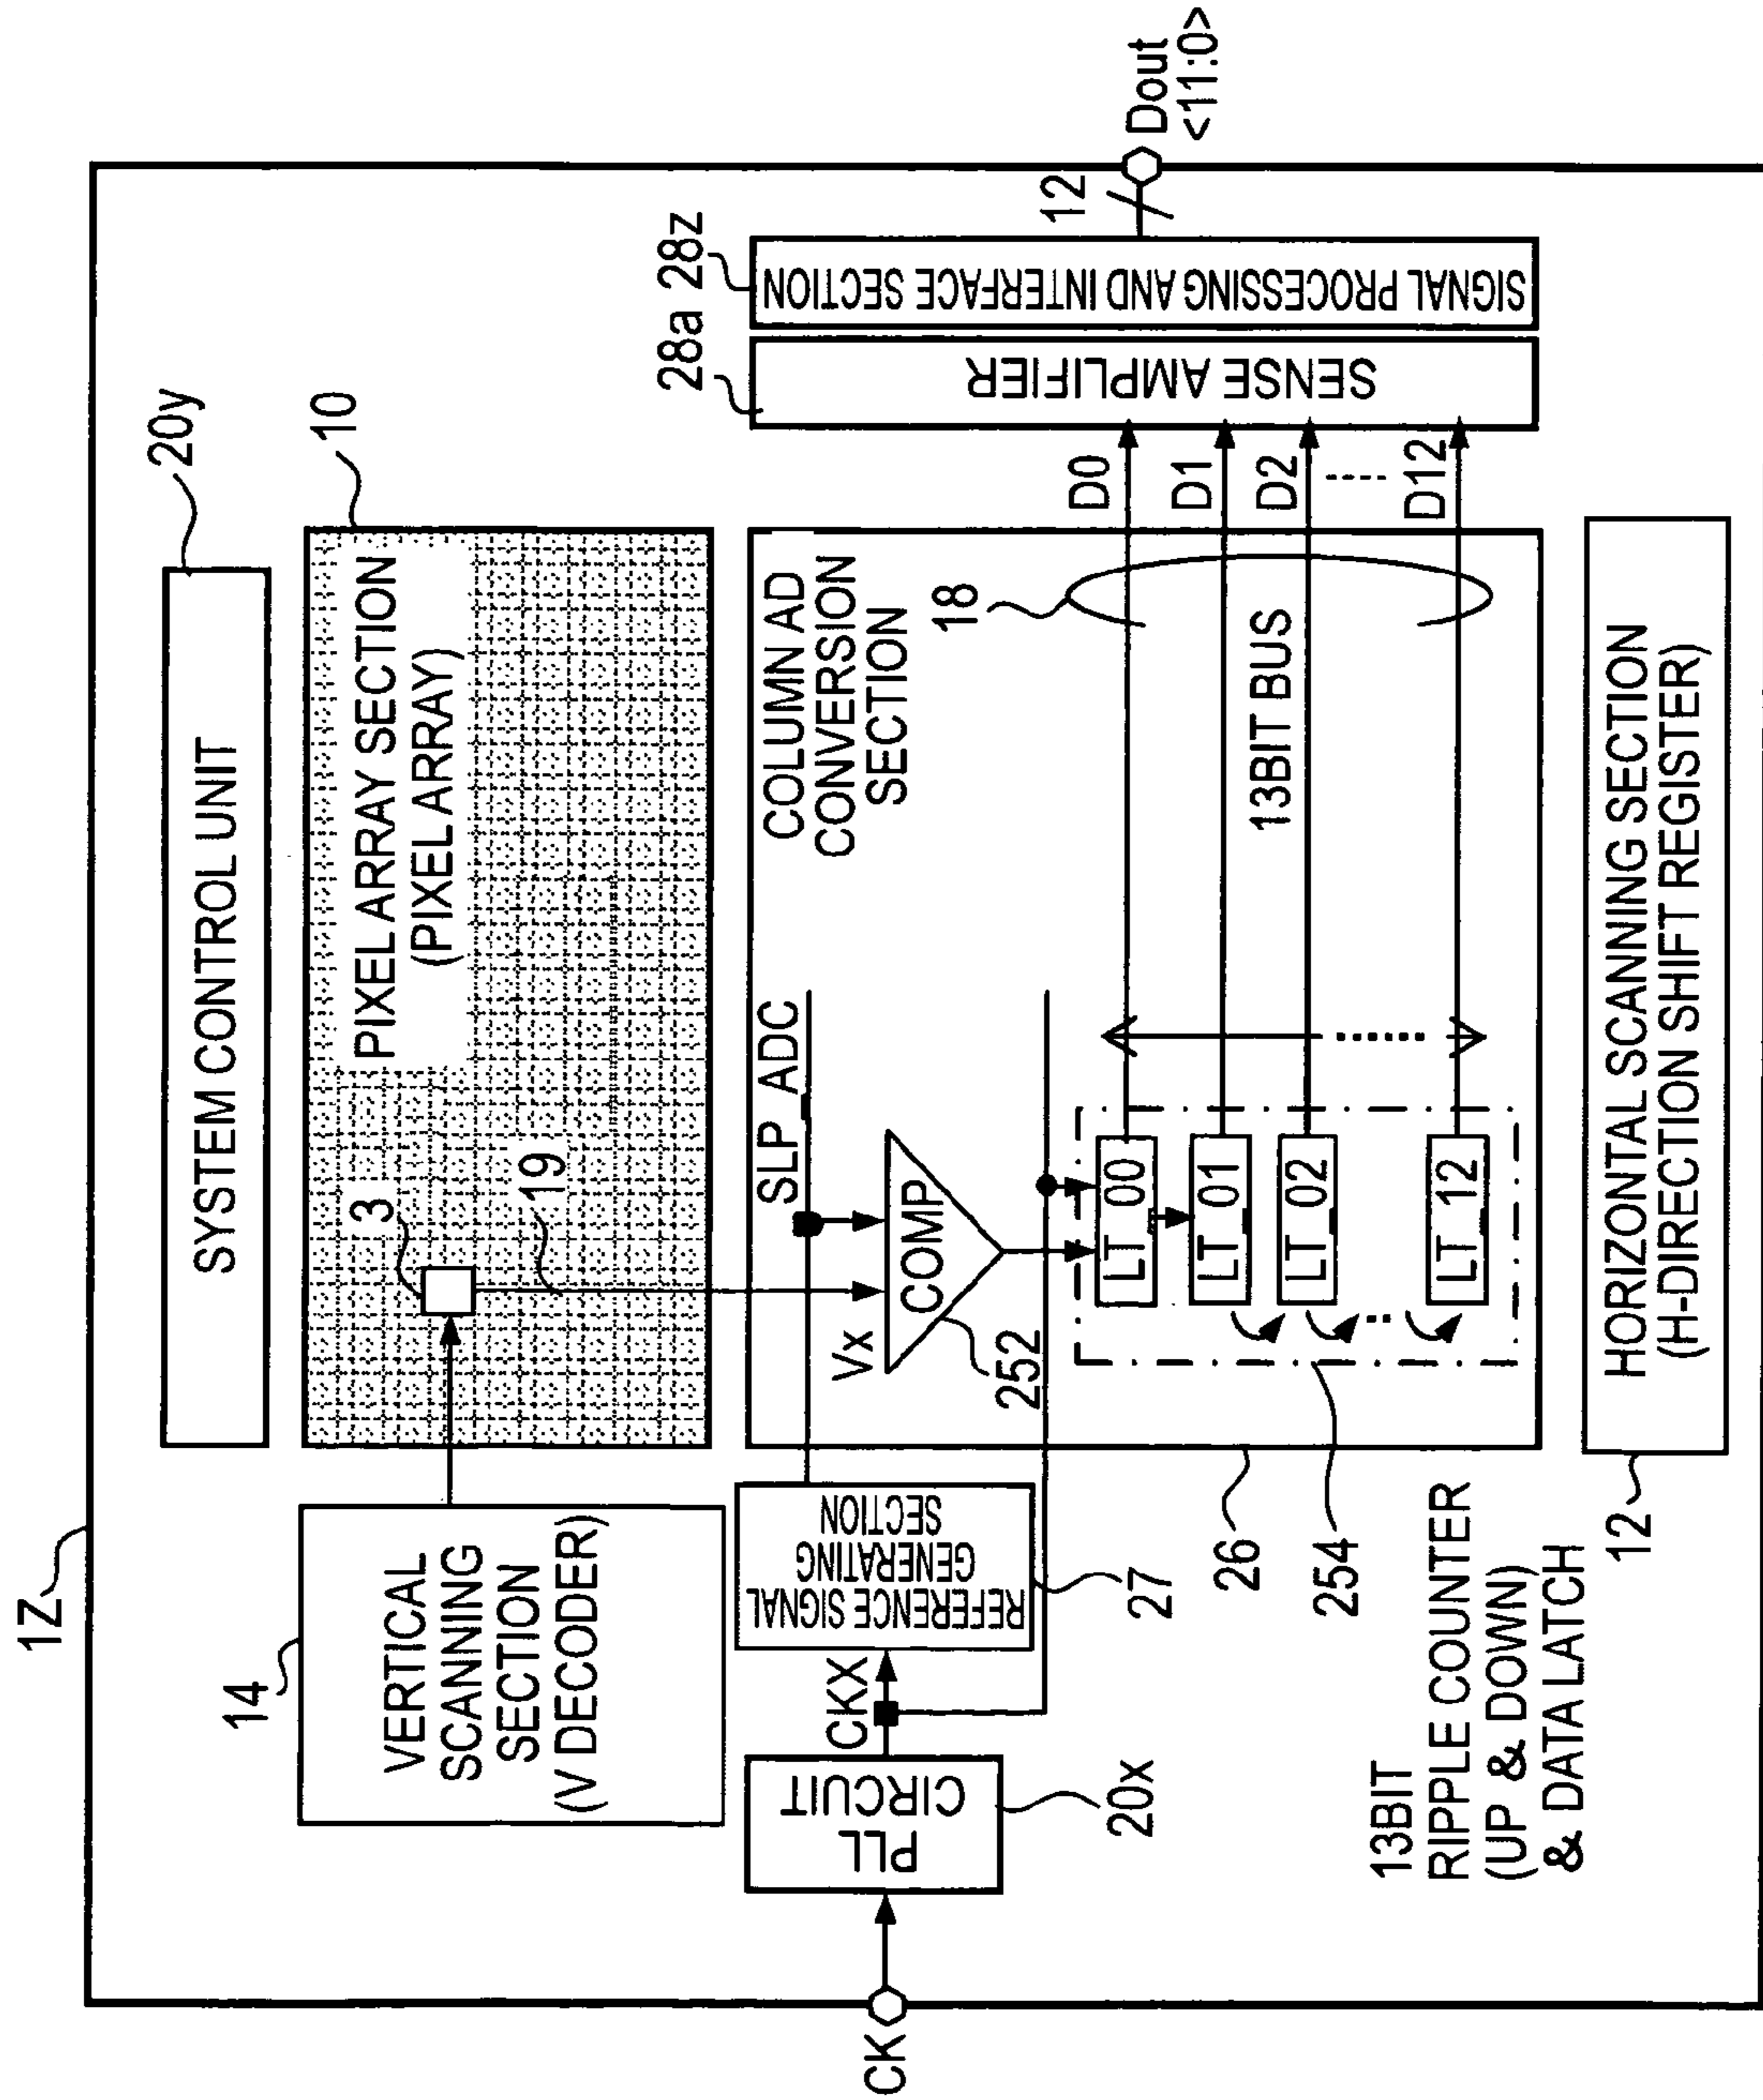 1Z
SYSTEM CONTROL UNIT
20y
14
VERTICAL
SCANNING
SECTION
(V DECODER)
3
19
PIXEL ARRAY SECTION
(PIXEL ARRAY)
10
CK
PLL
CIRCUIT
20x
CKX
REFERENCE SIGNAL
GENERATING
SECTION
27
SLP_ADC
Vx
COMP
252
COLUMN AD
CONVERSION
SECTION
18
13BIT BUS
LT_00
LT_01
LT_02
LT_12
D0
D1
D2
D12
28a
28z
SENSE AMPLIFIER
SIGNAL PROCESSING AND INTERFACE SECTION
12
Dout
<11:0>
26
254
13BIT
RIPPLE COUNTER
(UP & DOWN)
& DATA LATCH
12
HORIZONTAL SCANNING SECTION
(H-DIRECTION SHIFT REGISTER)